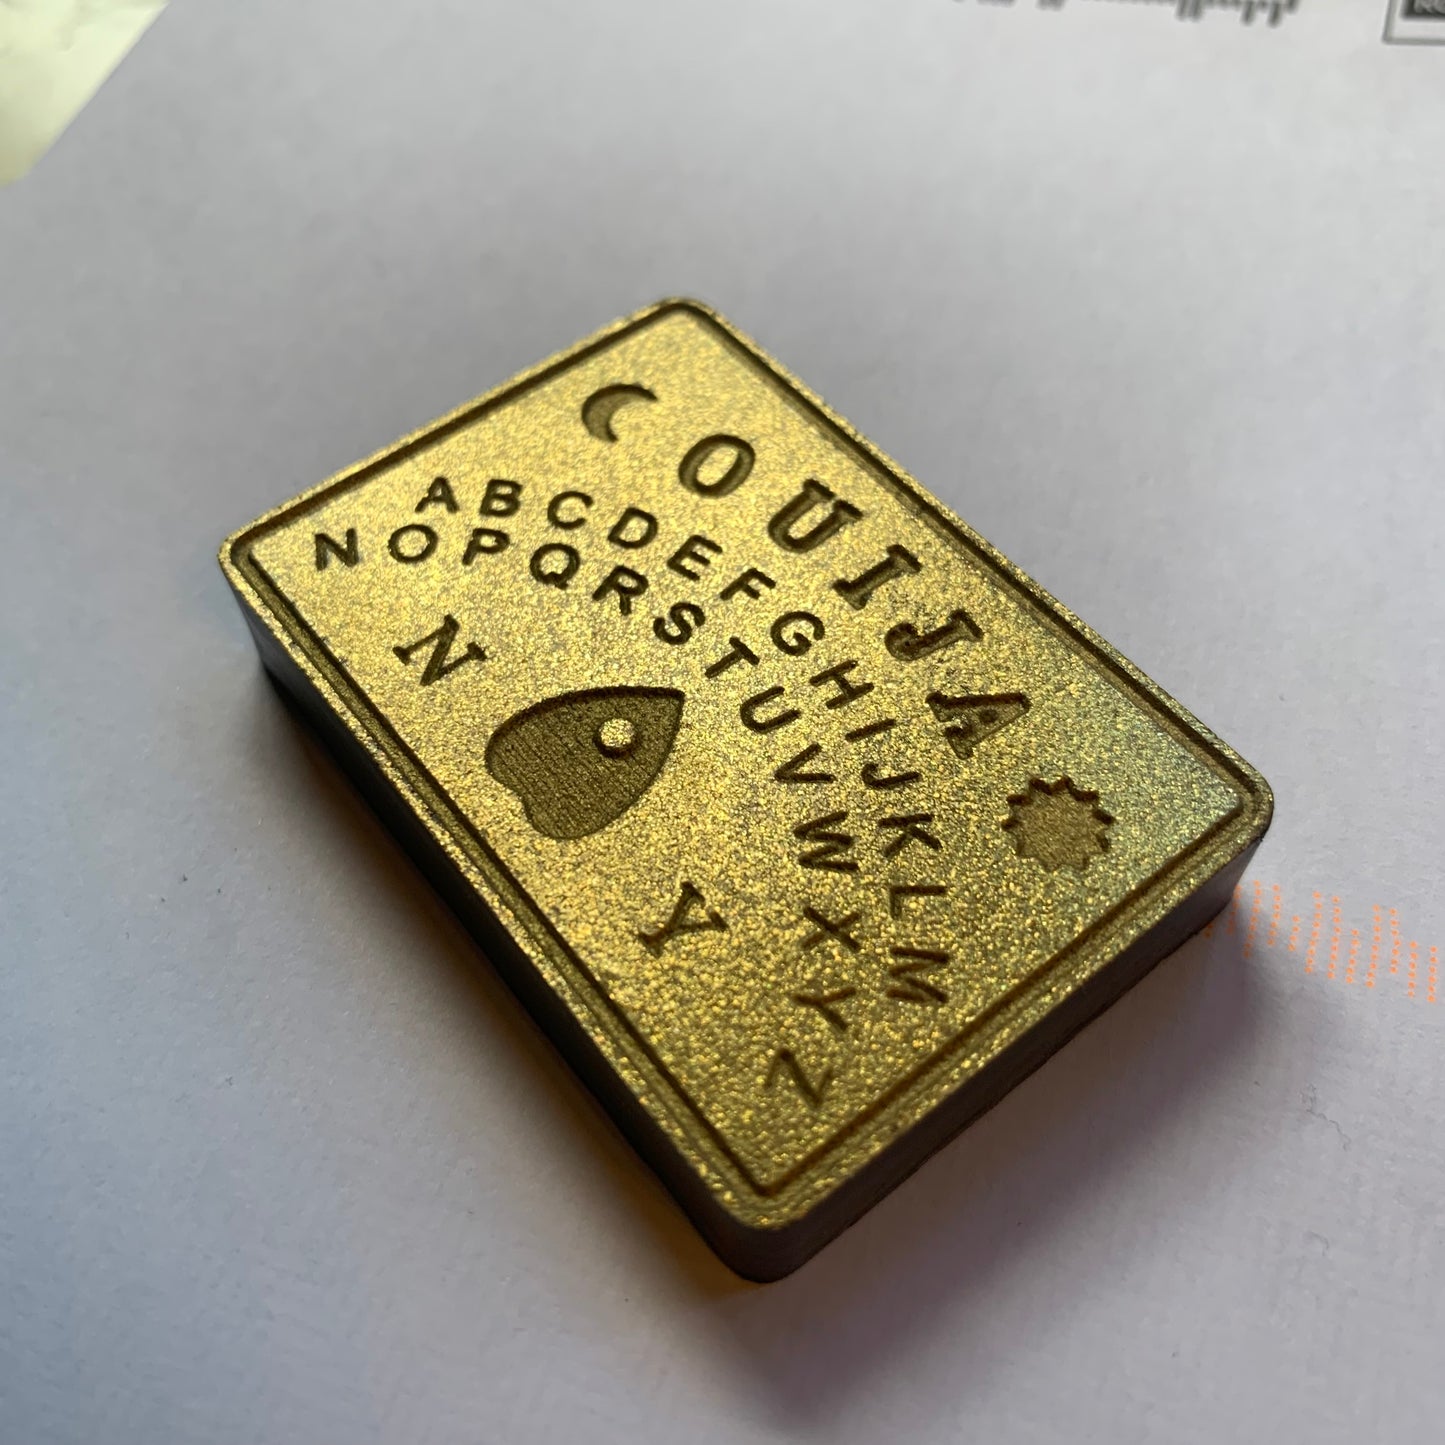 OUIJA
ABCDEFGHIJKLM
NOPQRSTUVWXYZ
N Y